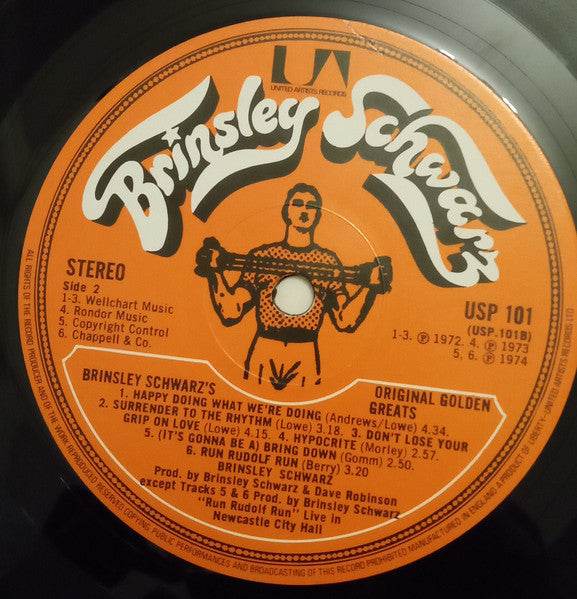 UA
UNITED ARTISTS RECORDS
Brinsley Schwarz
STEREO
Side 2
1-3. Wellchart Music
4. Rondor Music
5. Copyright Control
6. Chappell & Co.
USP 101
(USP.101B)
1-3. Ⓟ 1972. 4. Ⓟ 1973
5, 6. Ⓟ 1974
BRINSLEY SCHWARZ'S
ORIGINAL GOLDEN
GREATS
1. HAPPY DOING WHAT WE'RE DOING (Andrews/Lowe) 4.34.
2. SURRENDER TO THE RHYTHM (Lowe) 3.18. 3. DON'T LOSE YOUR
GRIP ON LOVE (Lowe) 4.15. 4. HYPOCRITE (Morley) 2.57.
5. (IT'S GONNA BE A) BRING DOWN (Gomm) 2.50.
6. RUN RUDOLF RUN (Berry) 3.20
BRINSLEY SCHWARZ
Prod. by Brinsley Schwarz & Dave Robinson
except Tracks 5 & 6 Prod. by Brinsley Schwarz
"Run Rudolf Run" Live in
Newcastle City Hall
ALL RIGHTS OF THE RECORD PRODUCER AND OF THE WORK REPRODUCED RESERVED COPYING PUBLIC PERFORMANCES AND BROADCASTING OF THIS RECORD PROHIBITED · MANUFACTURED IN ENGLAND A PRODUCT OF LIBERTY-UNITED ARTISTS RECORDS LTD